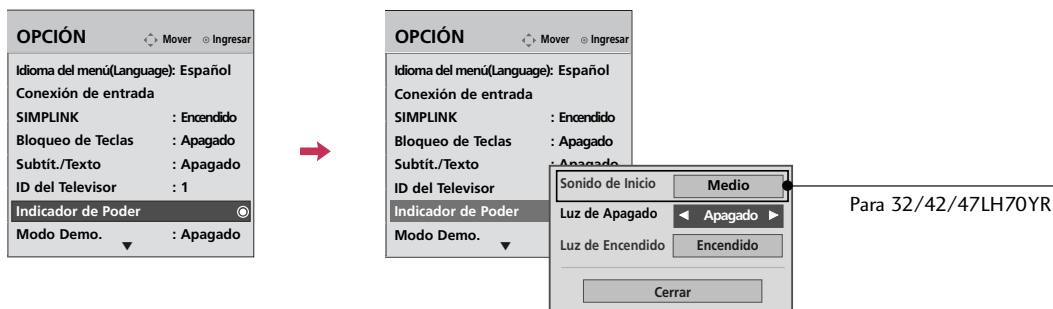 OPCIÓN Mover Ingresar
Idioma del menú(Language): Español
Conexión de entrada
SIMPLINK : Encendido
Bloqueo de Teclas : Apagado
Subtít./Texto : Apagado
ID del Televisor : 1
Indicador de Poder
Modo Demo. : Apagado
OPCIÓN Mover Ingresar
Idioma del menú(Language): Español
Conexión de entrada
SIMPLINK : Encendido
Bloqueo de Teclas : Apagado
Subtít./Texto : Apagado
ID del Televisor
Indicador de Poder
Modo Demo.
Sonido de Inicio Medio
Luz de Apagado Apagado
Luz de Encendido Encendido
Cerrar
Para 32/42/47LH70YR